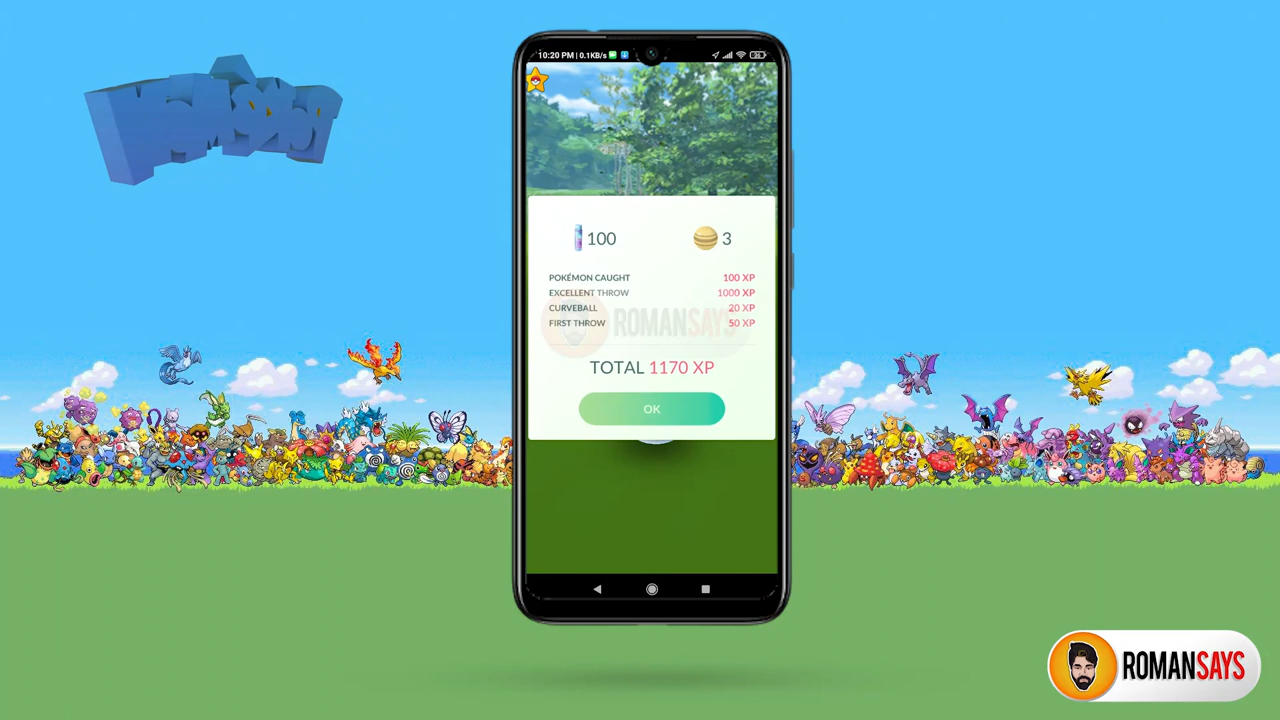 10:20 PM | 0.1KB/s
100
3
POKÉMON CAUGHT 100 XP
EXCELLENT THROW 1000 XP
CURVEBALL 20 XP
FIRST THROW 50 XP
ROMANSAYS
TOTAL 1170 XP
OK
ROMANSAYS